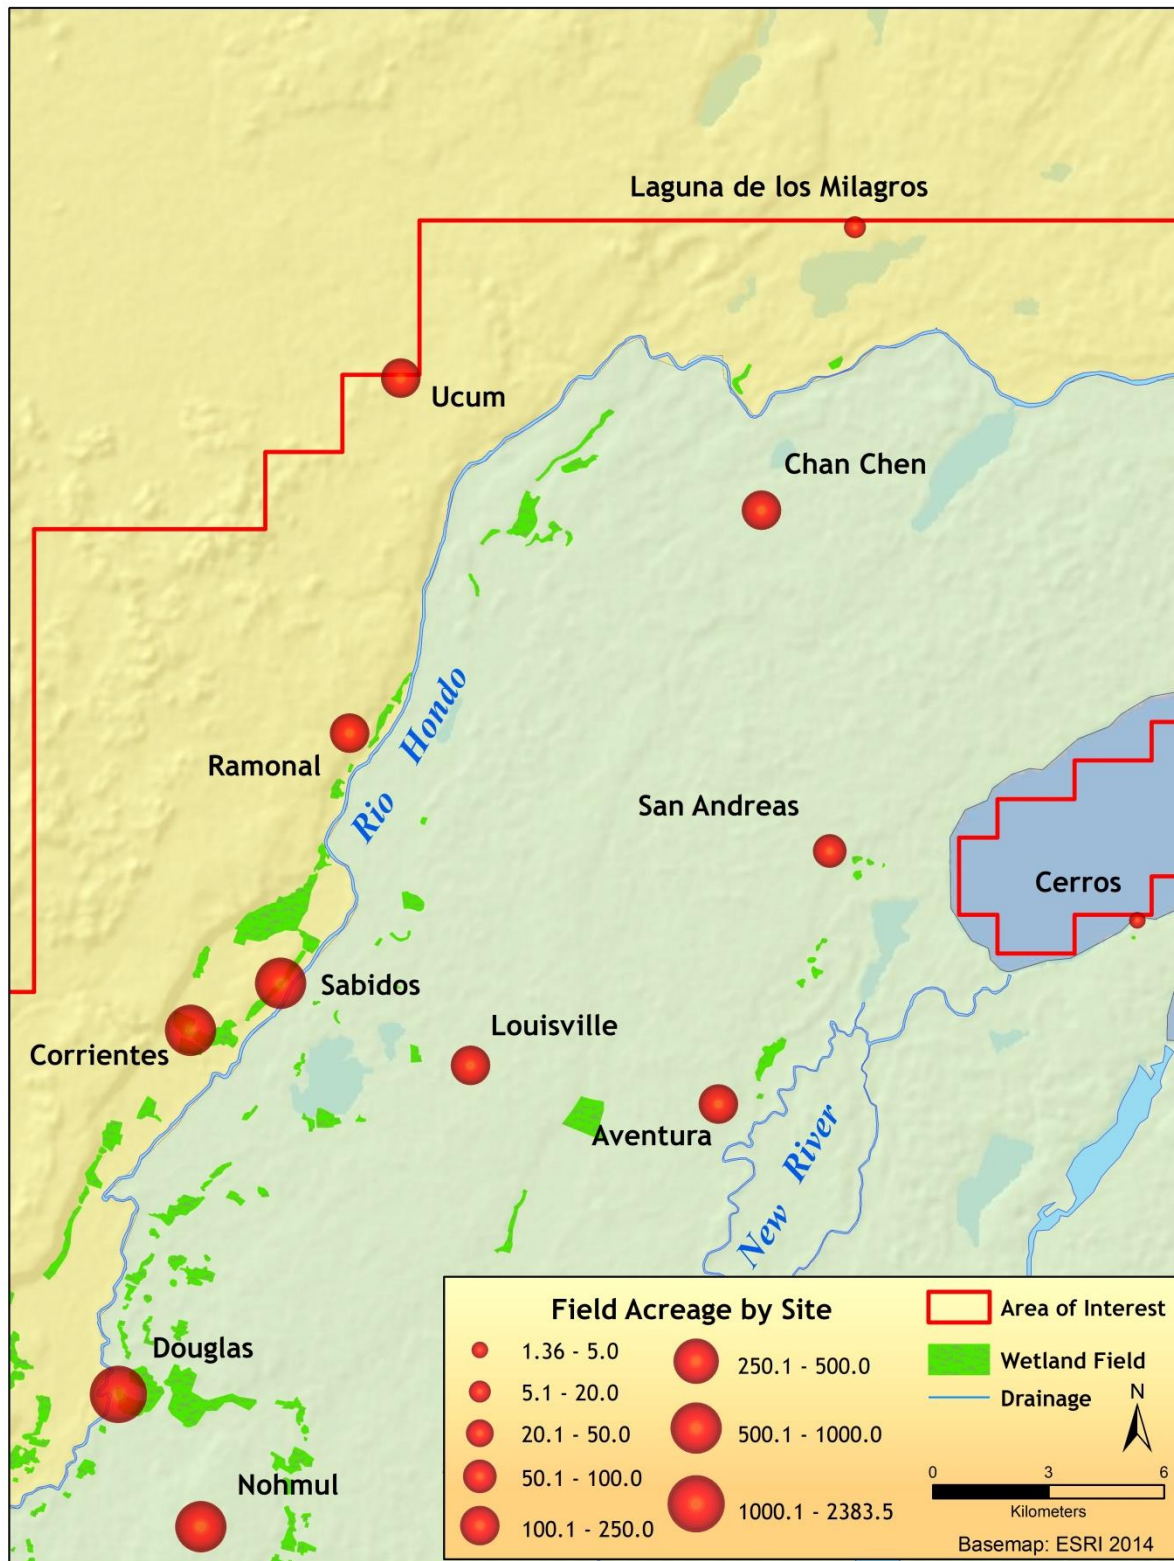 Laguna de los Milagros
Ucum
Chan Chen
Rio Hondo
Ramonal
San Andreas
Cerros
Sabidos
Louisville
Corrientes
Aventura
New River
Douglas
Nohmul
Field Acreage by Site
1.36 - 5.0
5.1 - 20.0
20.1 - 50.0
50.1 - 100.0
100.1 - 250.0
250.1 - 500.0
500.1 - 1000.0
1000.1 - 2383.5
Area of Interest
Wetland Field
Drainage
N
0 3 6
Kilometers
Basemap: ESRI 2014